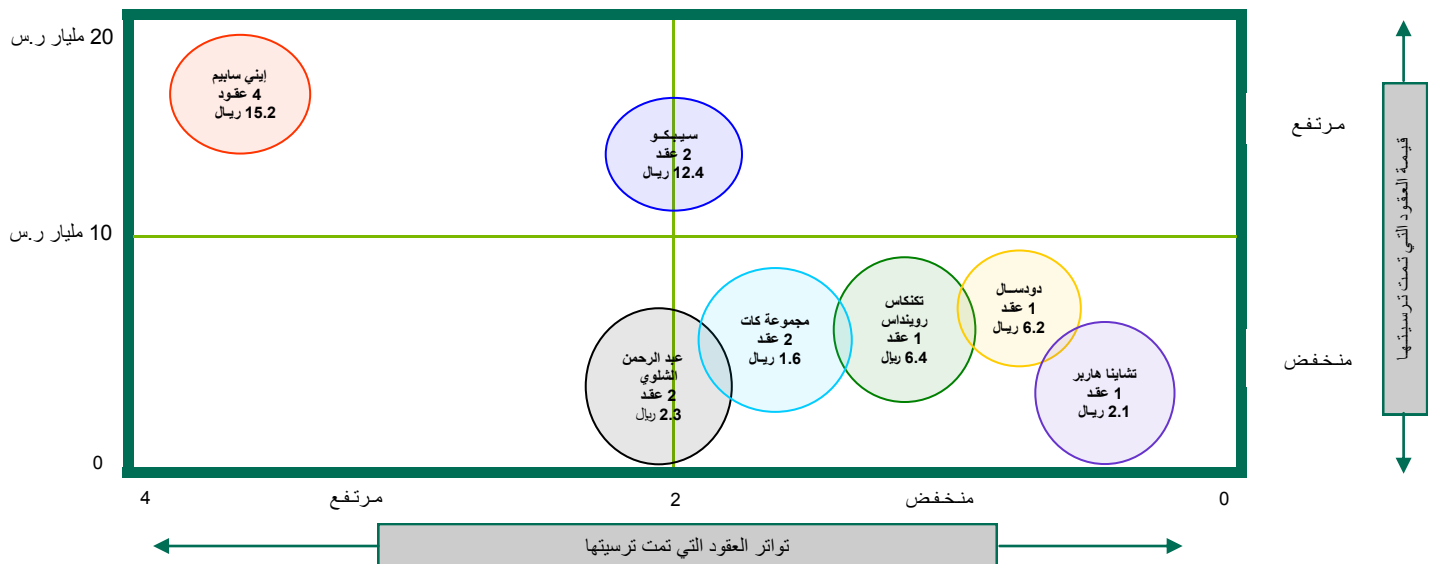 20 مليار ر.س
10 مليار ر.س
0
إيني سابيم
4 عقود
15.2 ريال
سيبكو
2 عقد
12.4 ريال
دودسال
1 عقد
6.2 ريال
تكنكاس
روينداس
1 عقد
6.4 ريال
مجموعة كات
2 عقد
1.6 ريال
عبد الرحمن
الشلوي
2 عقد
2.3 ريال
تشاينا هاربر
1 عقد
2.1 ريال
مرتفع
منخفض
قيمة العقود التي تمت ترسيتها
0
منخفض
2
مرتفع
4
تواتر العقود التي تمت ترسيتها